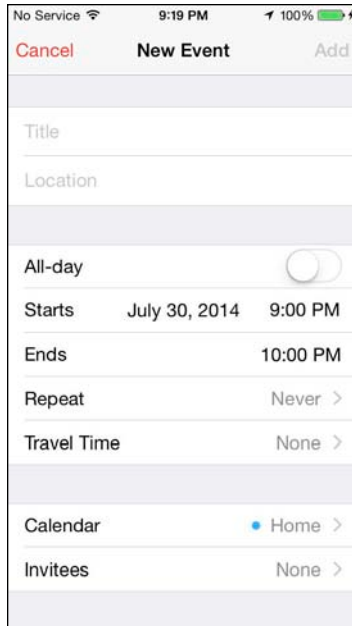 No Service 9:19 PM 100%
Cancel New Event Add
Title
Location
All-day
Starts July 30, 2014 9:00 PM
Ends 10:00 PM
Repeat Never
Travel Time None
Calendar Home
Invitees None